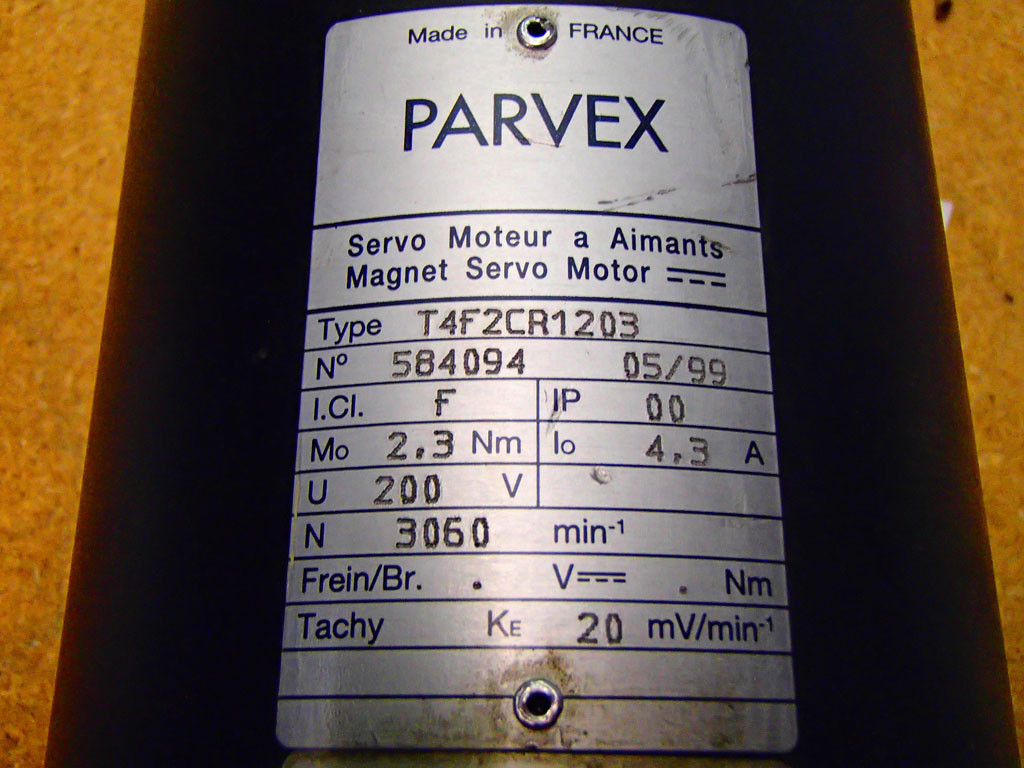 Made in FRANCE
PARVEX
Servo Moteur a Aimants
Magnet Servo Motor
Type T4F2CR1203
N° 584094 05/99
I.Cl. F IP 00
Mo 2.3 Nm Io 4.3 A
U 200 V
N 3060 min⁻¹
Frein/Br. . V . Nm
Tachy KE 20 mV/min⁻¹